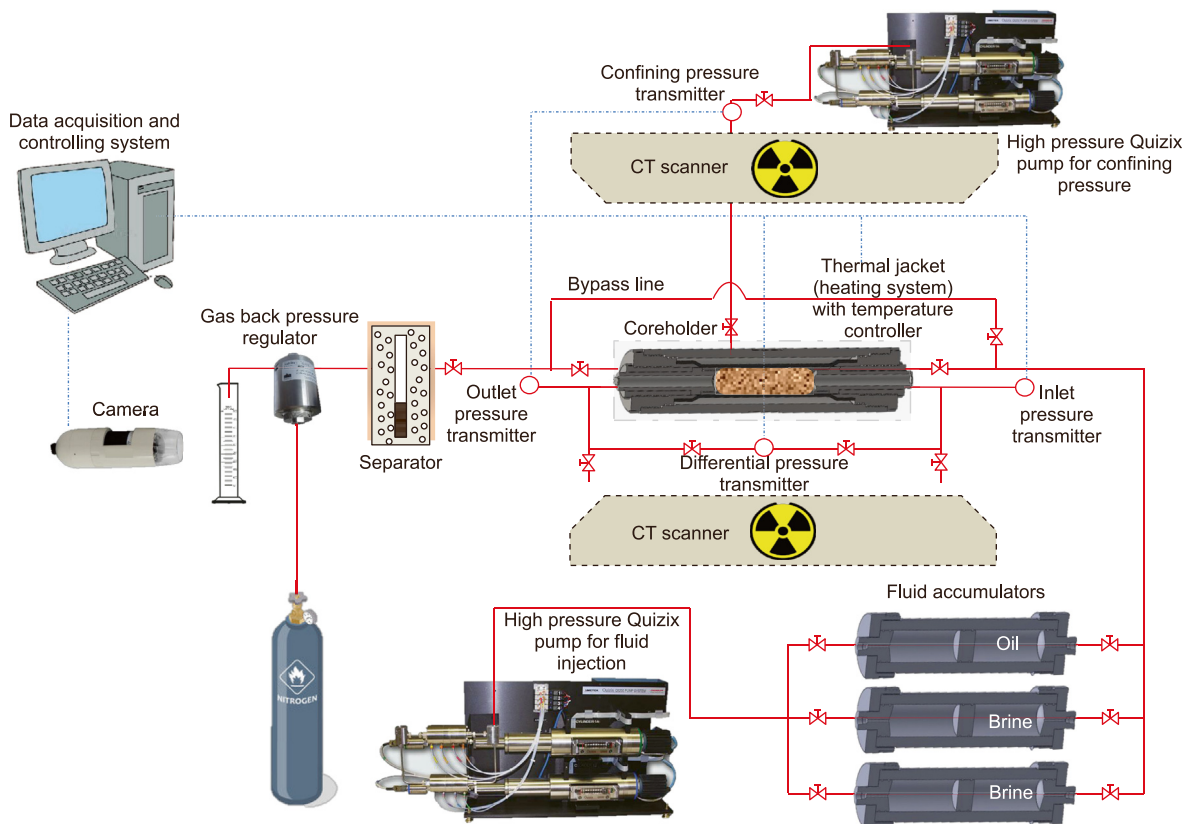 Confining pressure
transmitter
Data acquisition and
controlling system
CT scanner
High pressure Quizix
pump for confining
pressure
Bypass line
Thermal jacket
(heating system)
with temperature
controller
Gas back pressure
regulator
Coreholder
Camera
Outlet
pressure
transmitter
Inlet
pressure
transmitter
Separator
Differential pressure
transmitter
CT scanner
Fluid accumulators
High pressure Quizix
pump for fluid
injection
Oil
NITROGEN
Brine
Brine